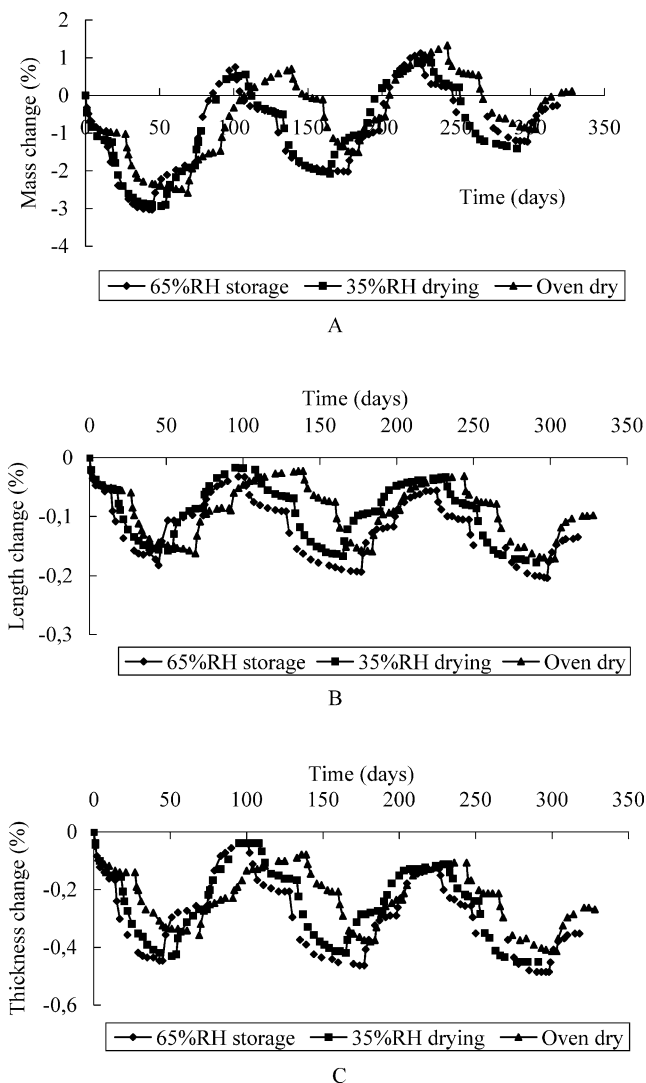 2
1
0
-1
-2
-3
-4
0 50 100 150 200 250 300 350
Mass change (%)
Time (days)
65%RH storage 35%RH drying Oven dry
A
Time (days)
0 50 100 150 200 250 300 350
0
-0,1
-0,2
-0,3
Length change (%)
65%RH storage 35%RH drying Oven dry
B
Time (days)
0 50 100 150 200 250 300 350
0
-0,2
-0,4
-0,6
Thickness change (%)
65%RH storage 35%RH drying Oven dry
C